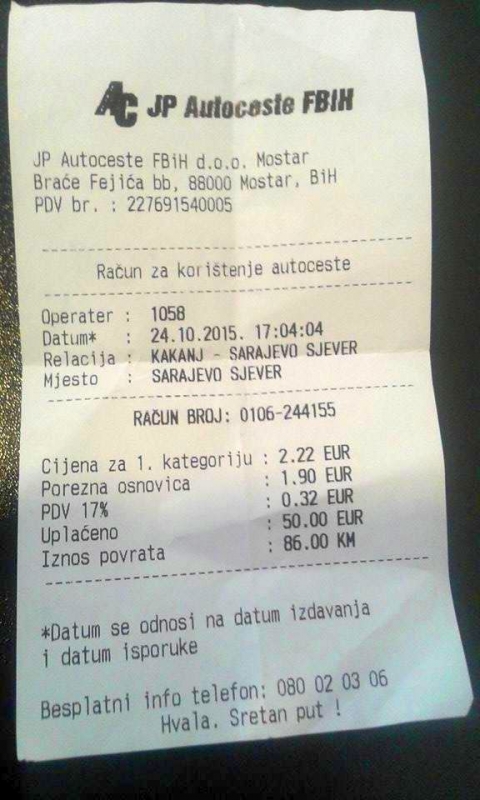 AC JP Autoceste FBIH
JP Autoceste FBiH d.o.o. Mostar
Braće Fejića bb, 88000 Mostar, BiH
PDV br. : 227691540005
Račun za korištenje autoceste
Operater : 1058
Datum* : 24.10.2015. 17:04:04
Relacija : KAKANJ - SARAJEVO SJEVER
Mjesto : SARAJEVO SJEVER
RAČUN BROJ: 0106-244155
Cijena za 1. kategoriju : 2.22 EUR
Porezna osnovica : 1.90 EUR
PDV 17% : 0.32 EUR
Uplaćeno : 50.00 EUR
Iznos povrata : 86.00 KM
*Datum se odnosi na datum izdavanja
i datum isporuke
Besplatni info telefon: 080 02 03 06
Hvala. Sretan put !